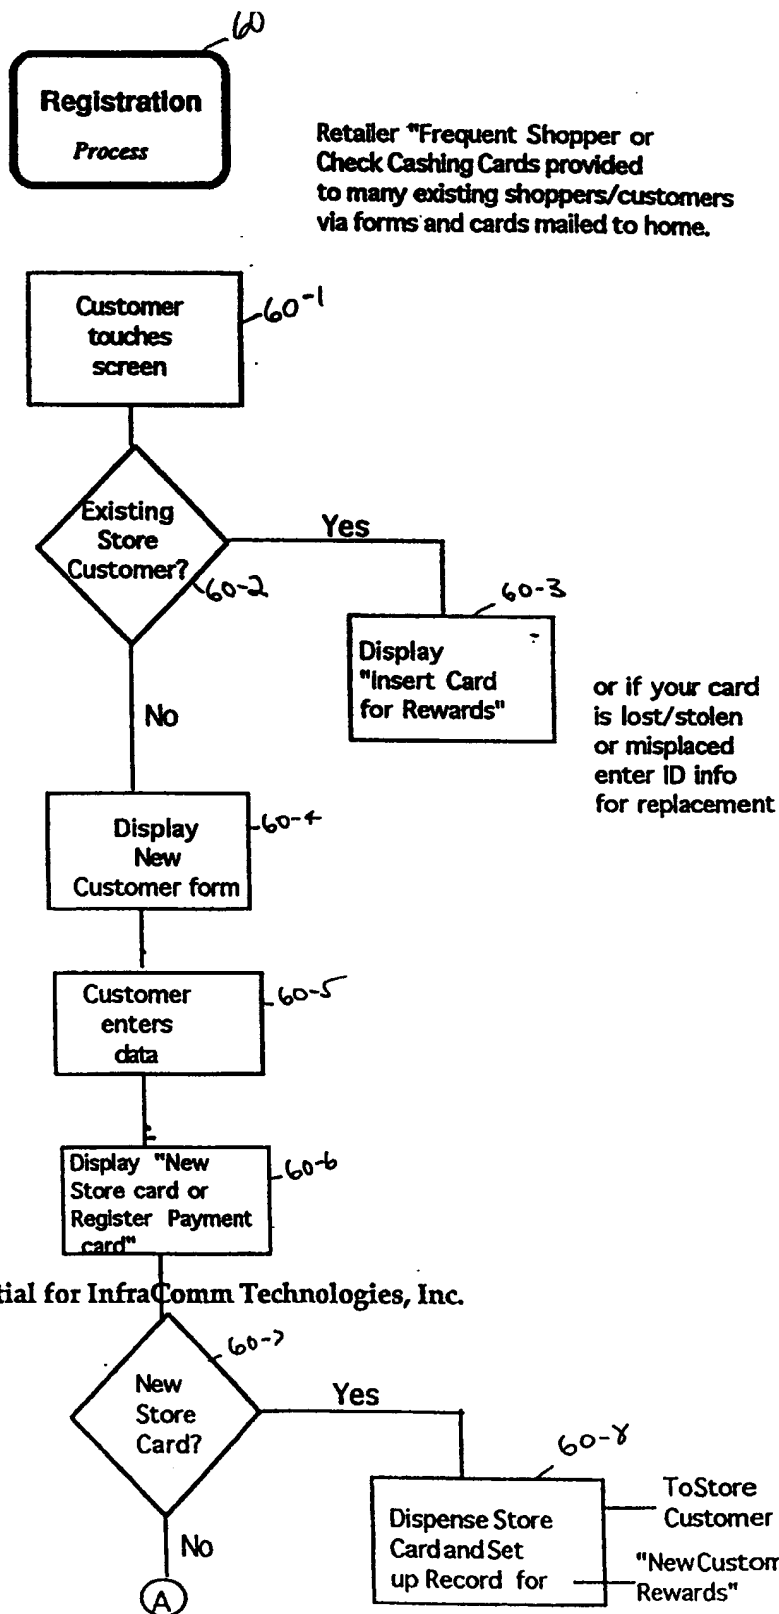 60
Registration
Process
Retailer "Frequent Shopper or
Check Cashing Cards provided
to many existing shoppers/customers
via forms and cards mailed to home.
Customer
touches
screen
60-1
Existing
Store
Customer?
60-2
Yes
60-3
Display
"Insert Card
for Rewards"
or if your card
is lost/stolen
or misplaced
enter ID info
for replacement
No
Display
New
Customer form
60-4
Customer
enters
data
60-5
Display "New
Store card or
Register Payment
card"
60-6
tial for InfraComm Technologies, Inc.
60-7
New
Store
Card?
Yes
60-8
Dispense Store
Card and Set
up Record for
ToStore
Customer
"NewCustom
Rewards"
No
A